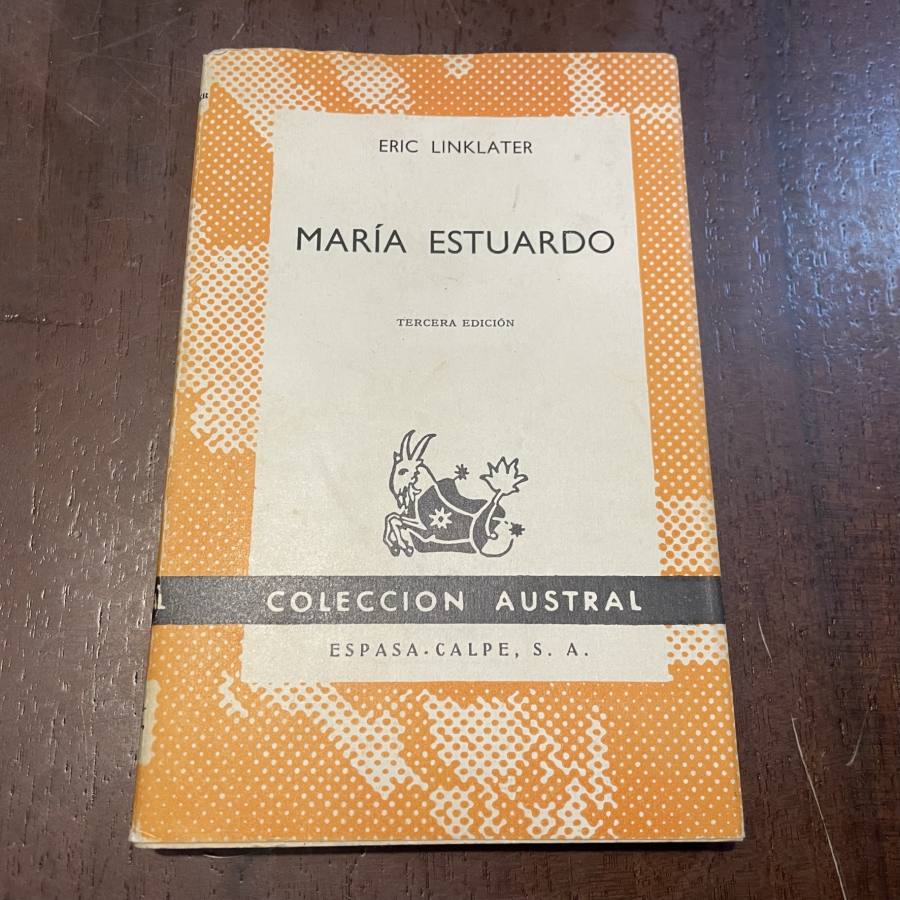 ERIC LINKLATER
MARÍA ESTUARDO
TERCERA EDICIÓN
COLECCION AUSTRAL
ESPASA-CALPE, S. A.